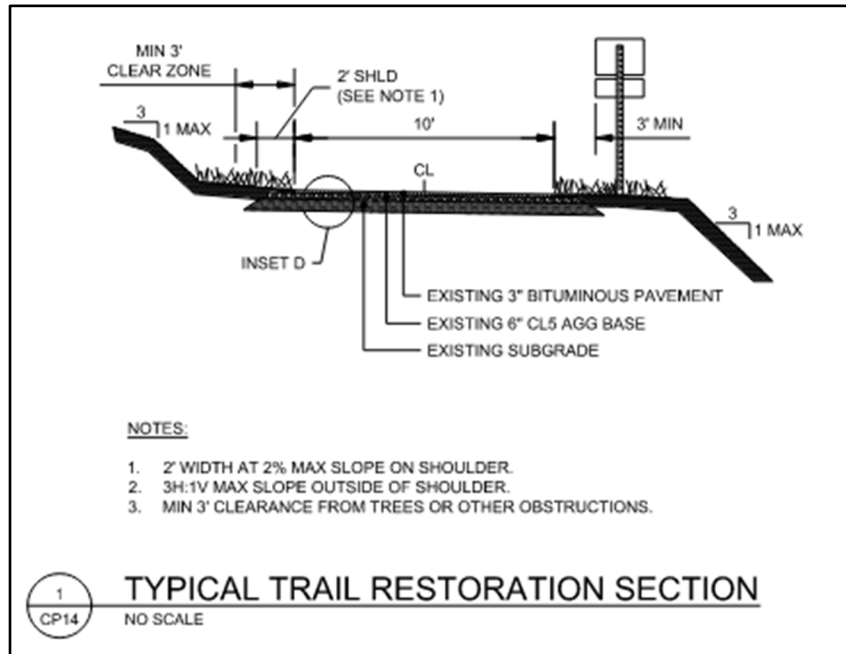 MIN 3'
CLEAR ZONE
2' SHLD
(SEE NOTE 1)
10'
3' MIN
3
1 MAX
CL
3
1 MAX
INSET D
EXISTING 3" BITUMINOUS PAVEMENT
EXISTING 6" CL5 AGG BASE
EXISTING SUBGRADE
NOTES:
1. 2' WIDTH AT 2% MAX SLOPE ON SHOULDER.
2. 3H:1V MAX SLOPE OUTSIDE OF SHOULDER.
3. MIN 3' CLEARANCE FROM TREES OR OTHER OBSTRUCTIONS.
1
CP14
TYPICAL TRAIL RESTORATION SECTION
NO SCALE